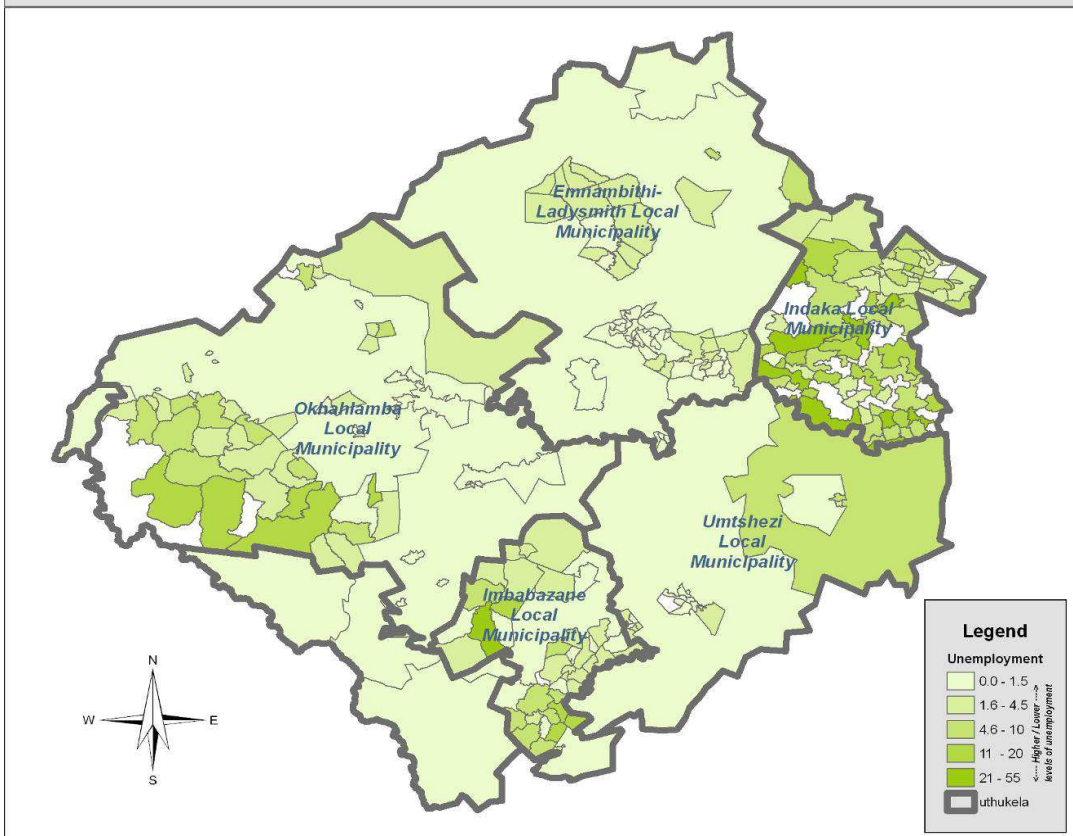 Emnambithi-
Ladysmith Local
Municipality
Indaka Local
Municipality
Okhahlamba
Local
Municipality
Umtshezi
Local
Municipality
Imbabazane
Local
Municipality
N
W
E
S
Legend
Unemployment
0.0 - 1.5
1.6 - 4.5
4.6 - 10
11 - 20
21 - 55
uthukela
<---- Higher / Lower ---->
levels of unemployment